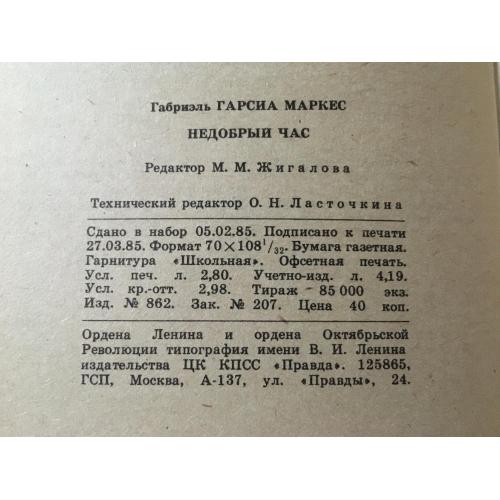 Габриэль ГАРСИА МАРКЕС
НЕДОБРЫЙ ЧАС
Редактор М. М. Жигалова
Технический редактор О. Н. Ласточкина
Сдано в набор 05.02.85. Подписано к печати
27.03.85. Формат 70×108¹/₃₂. Бумага газетная.
Гарнитура «Школьная». Офсетная печать.
Усл. печ. л. 2,80. Учетно-изд. л. 4,19.
Усл. кр.-отт. 2,98. Тираж 85 000 экз.
Изд. № 862. Зак. № 207. Цена 40 коп.
Ордена Ленина и ордена Октябрьской
Революции типография имени В. И. Ленина
издательства ЦК КПСС «Правда». 125865,
ГСП, Москва, А-137, ул. «Правды», 24.